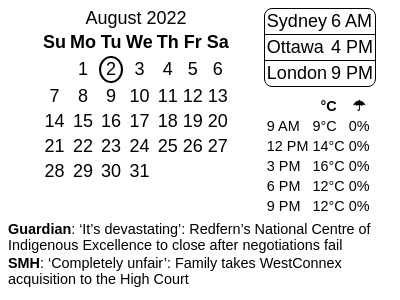 August 2022
Su Mo Tu We Th Fr Sa
1 2 3 4 5 6
7 8 9 10 11 12 13
14 15 16 17 18 19 20
21 22 23 24 25 26 27
28 29 30 31
Sydney 6 AM
Ottawa 4 PM
London 9 PM
°C ☂
9 AM 9°C 0%
12 PM 14°C 0%
3 PM 16°C 0%
6 PM 12°C 0%
9 PM 12°C 0%
Guardian: ‘It’s devastating’: Redfern’s National Centre of
Indigenous Excellence to close after negotiations fail
SMH: ‘Completely unfair’: Family takes WestConnex
acquisition to the High Court